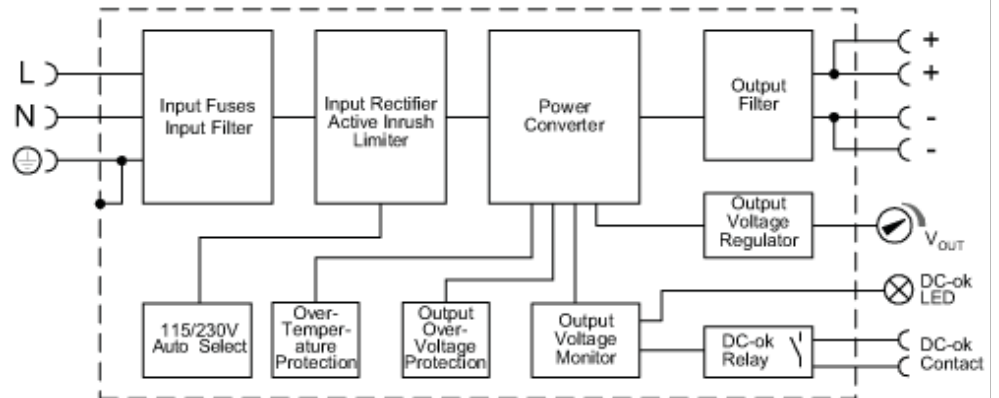 L
N
Input Fuses
Input Filter
Input Rectifier
Active Inrush
Limiter
Power
Converter
Output
Filter
+
+
-
-
Output
Voltage
Regulator
VOUT
115/230V
Auto Select
Over-
Temper-
ature
Protection
Output
Over-
Voltage
Protection
Output
Voltage
Monitor
DC-ok
Relay
DC-ok
LED
DC-ok
Contact